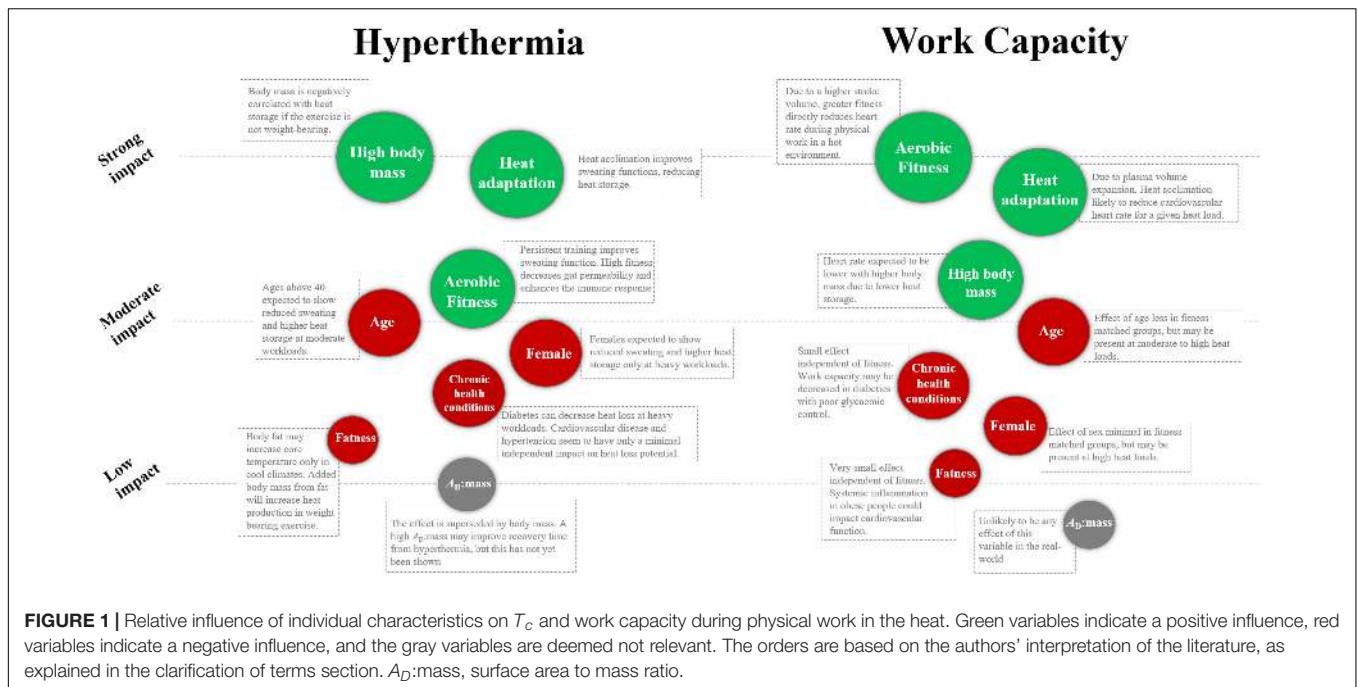 Hyperthermia
Work Capacity
Strong
impact
Body mass is negatively
correlated with heat
storage if the exercise is
not weight-bearing.
High body
mass
Heat
adaptation
Heat acclimation improves
sweating functions, reducing
heat storage.
Due to a higher stroke
volume, greater fitness
directly reduces heart
rate during physical
work in a hot
environment.
Aerobic
Fitness
Heat
adaptation
Due to plasma volume
expansion. Heat acclimation
likely to reduce cardiovascular
heart rate for a given heat load.
Moderate
impact
Persistent training improves
sweating function. High fitness
decreases gut permeability and
enhances the immune response
Aerobic
Fitness
Ages above 40
expected to show
reduced sweating
and higher heat
storage at moderate
workloads.
Age
Female
Females expected to show
reduced sweating and higher heat
storage only at heavy workloads.
Chronic
health
conditions
Diabetes can decrease heat loss at heavy
workloads. Cardiovascular disease and
hypertension seem to have only a minimal
independent impact on heat loss potential.
Heart rate expected to be
lower with higher body
mass due to lower heat
storage.
High body
mass
Age
Effect of age loss in fitness
matched groups, but may be
present at moderate to high heat
loads.
Small effect
independent of fitness.
Work capacity may be
decreased in diabetics
with poor glycaemic
control.
Chronic
health
conditions
Female
Effect of sex minimal in fitness
matched groups, but may be
present at high heat loads.
Low
impact
Body fat may
increase core
temperature only in
cool climates. Added
body mass from fat
will increase heat
production in weight
bearing exercise.
Fatness
A_D:mass
The effect is superseded by body mass. A
high A_D:mass may improve recovery time
from hyperthermia, but this has not yet
been shown
Very small effect
independent of fitness.
Systemic inflammation
in obese people could
impact cardiovascular
function.
Fatness
Unlikely to be any
effect of this
variable in the real-
world
A_D:mass
FIGURE 1 | Relative influence of individual characteristics on T_c and work capacity during physical work in the heat. Green variables indicate a positive influence, red
variables indicate a negative influence, and the gray variables are deemed not relevant. The orders are based on the authors' interpretation of the literature, as
explained in the clarification of terms section. A_D:mass, surface area to mass ratio.